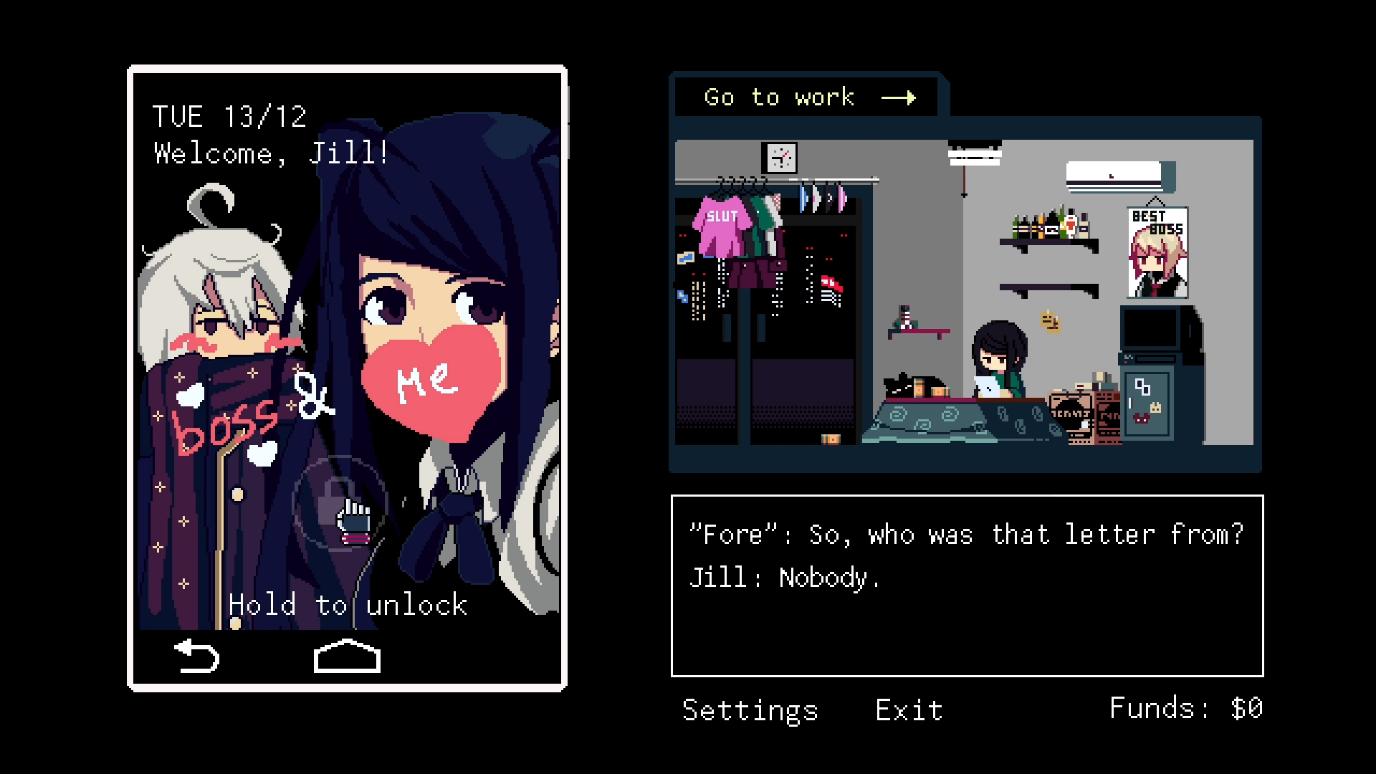 TUE 13/12
Welcome, Jill!
boss
&
Me
Hold to unlock
Go to work →
SLUT
BEST
BOSS
"Fore": So, who was that letter from?
Jill: Nobody.
Settings
Exit
Funds: $0